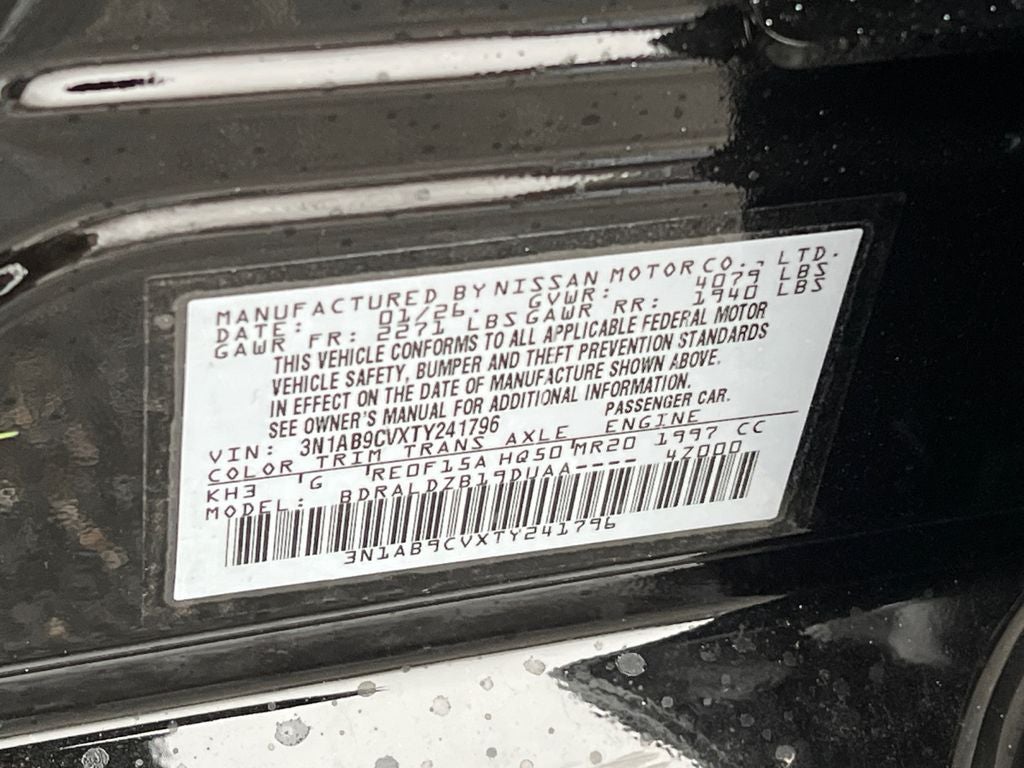 MANUFACTURED BY NISSAN MOTOR CO., LTD.
DATE: 01/26. GVWR: 4079 LBS
GAWR FR: 2271 LBS GAWR RR: 1940 LBS
THIS VEHICLE CONFORMS TO ALL APPLICABLE FEDERAL MOTOR
VEHICLE SAFETY, BUMPER AND THEFT PREVENTION STANDARDS
IN EFFECT ON THE DATE OF MANUFACTURE SHOWN ABOVE.
SEE OWNER'S MANUAL FOR ADDITIONAL INFORMATION.
VIN: 3N1AB9CVXTY241796 PASSENGER CAR.
COLOR TRIM TRANS AXLE ENGINE
KH3 G RE0F15A HQ50 MR20 1997 CC
MODEL: BDRALDZB19DUAA---- 47000
3N1AB9CVXTY241796